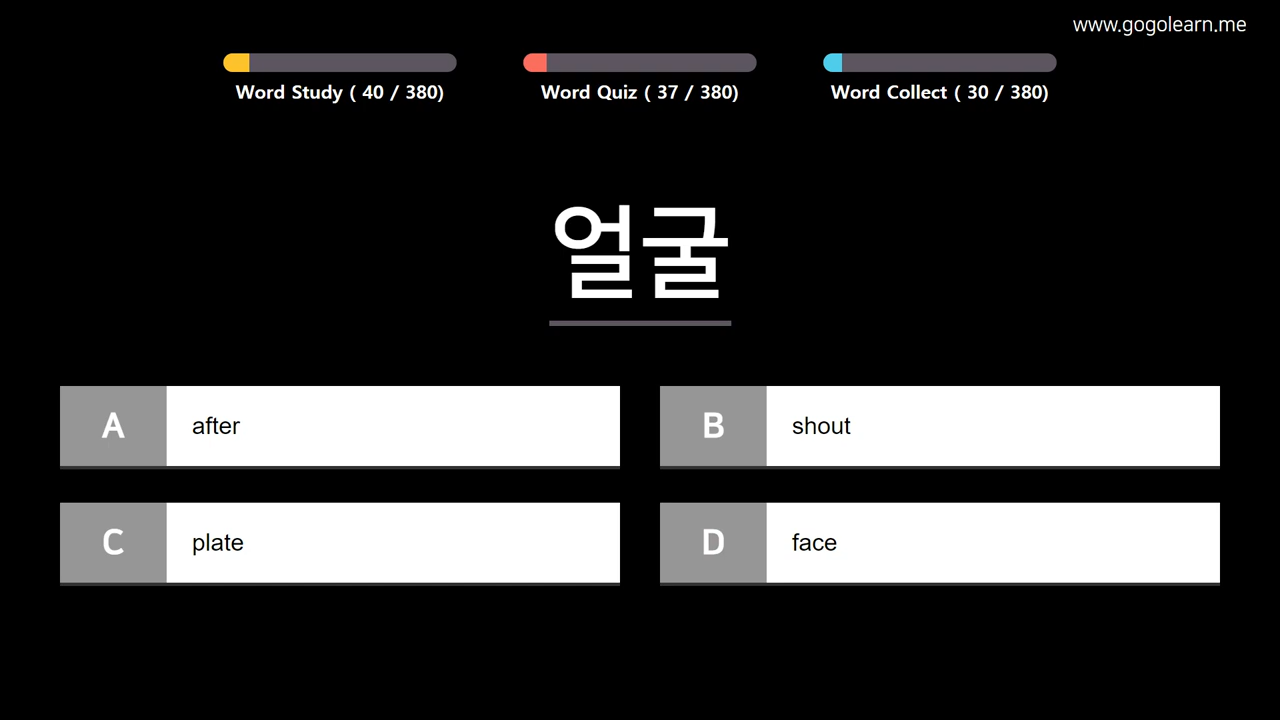 www.gogolearn.me
Word Study ( 40 / 380)
Word Quiz ( 37 / 380)
Word Collect ( 30 / 380)
얼굴
A after
B shout
C plate
D face